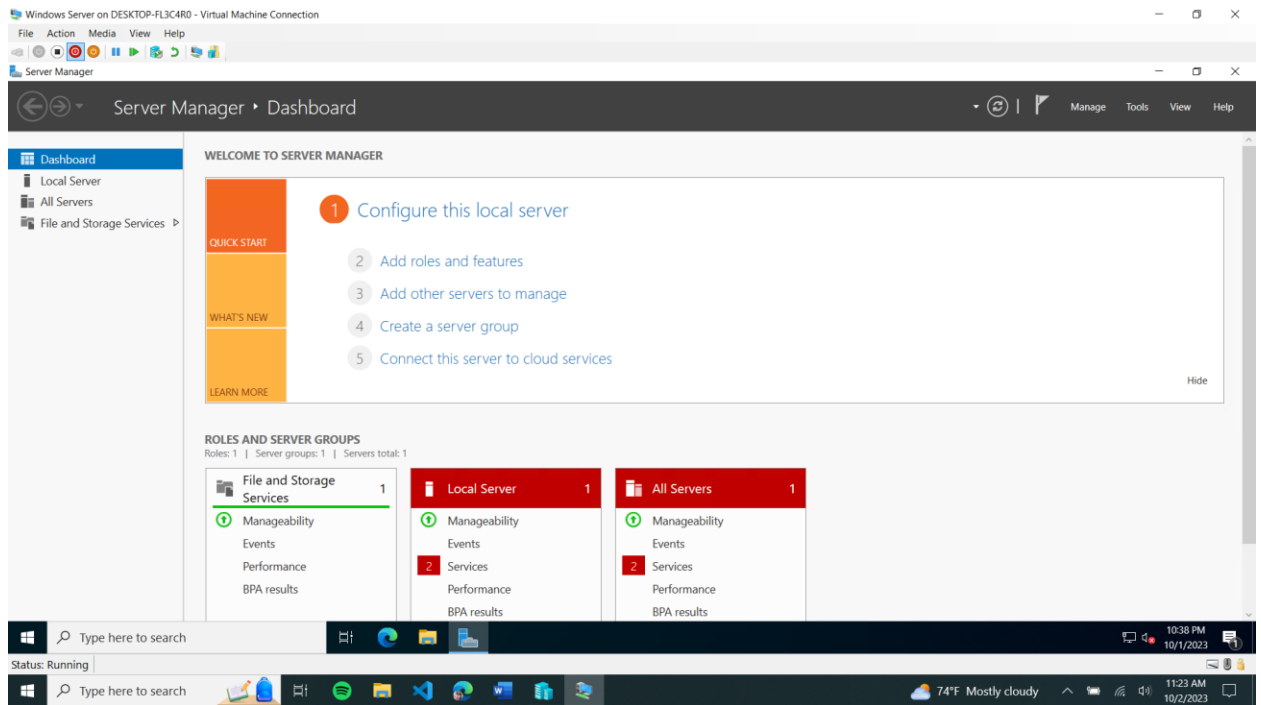 Windows Server on DESKTOP-FL3C4R0 - Virtual Machine Connection
File Action Media View Help
Server Manager
Server Manager ‣ Dashboard
Manage Tools View Help
Dashboard
Local Server
All Servers
File and Storage Services
WELCOME TO SERVER MANAGER
QUICK START
WHAT'S NEW
LEARN MORE
1 Configure this local server
2 Add roles and features
3 Add other servers to manage
4 Create a server group
5 Connect this server to cloud services
Hide
ROLES AND SERVER GROUPS
Roles: 1 | Server groups: 1 | Servers total: 1
File and Storage
Services 1
Manageability
Events
Performance
BPA results
Local Server 1
Manageability
Events
2 Services
Performance
BPA results
All Servers 1
Manageability
Events
2 Services
Performance
BPA results
Type here to search
10:38 PM
10/1/2023
1
Status: Running
Type here to search
74°F Mostly cloudy
11:23 AM
10/2/2023